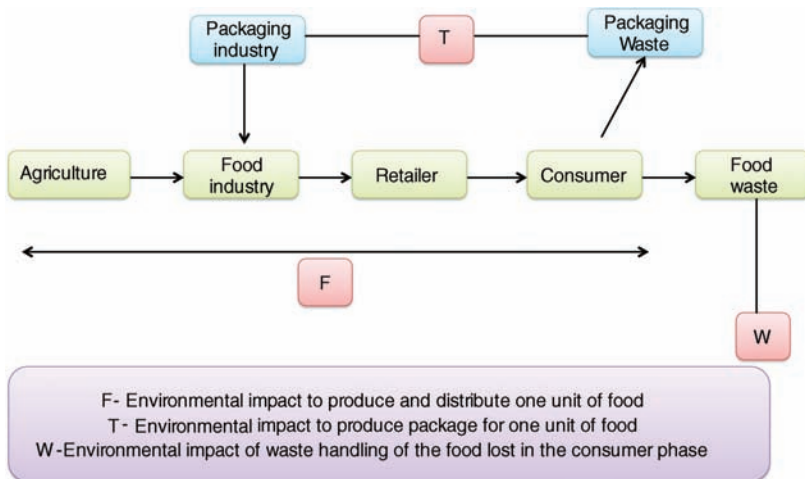 Packaging
industry
T
Packaging
Waste
Agriculture
Food
industry
Retailer
Consumer
Food
waste
F
W
F- Environmental impact to produce and distribute one unit of food
T- Environmental impact to produce package for one unit of food
W-Environmental impact of waste handling of the food lost in the consumer phase